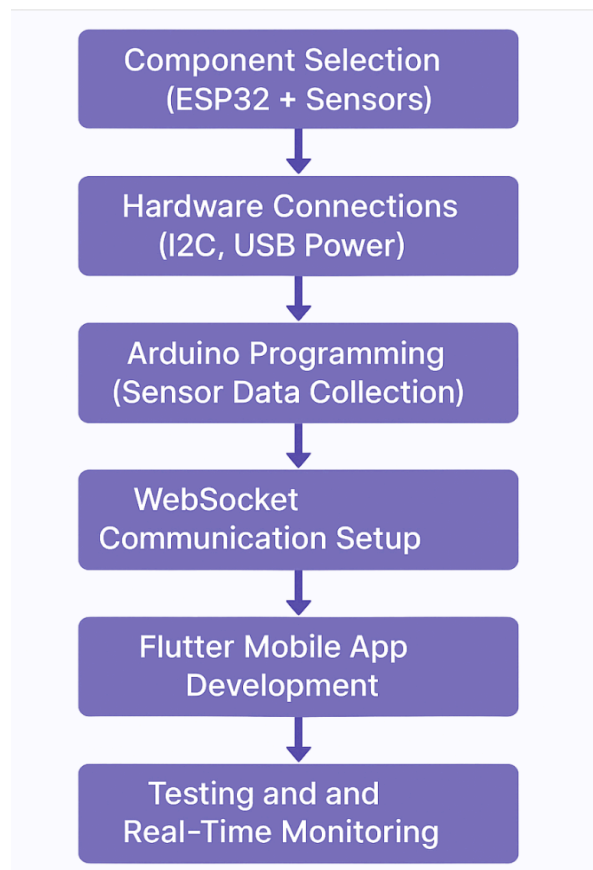 Component Selection
(ESP32 + Sensors)
Hardware Connections
(I2C, USB Power)
Arduino Programming
(Sensor Data Collection)
WebSocket
Communication Setup
Flutter Mobile App
Development
Testing and and
Real-Time Monitoring